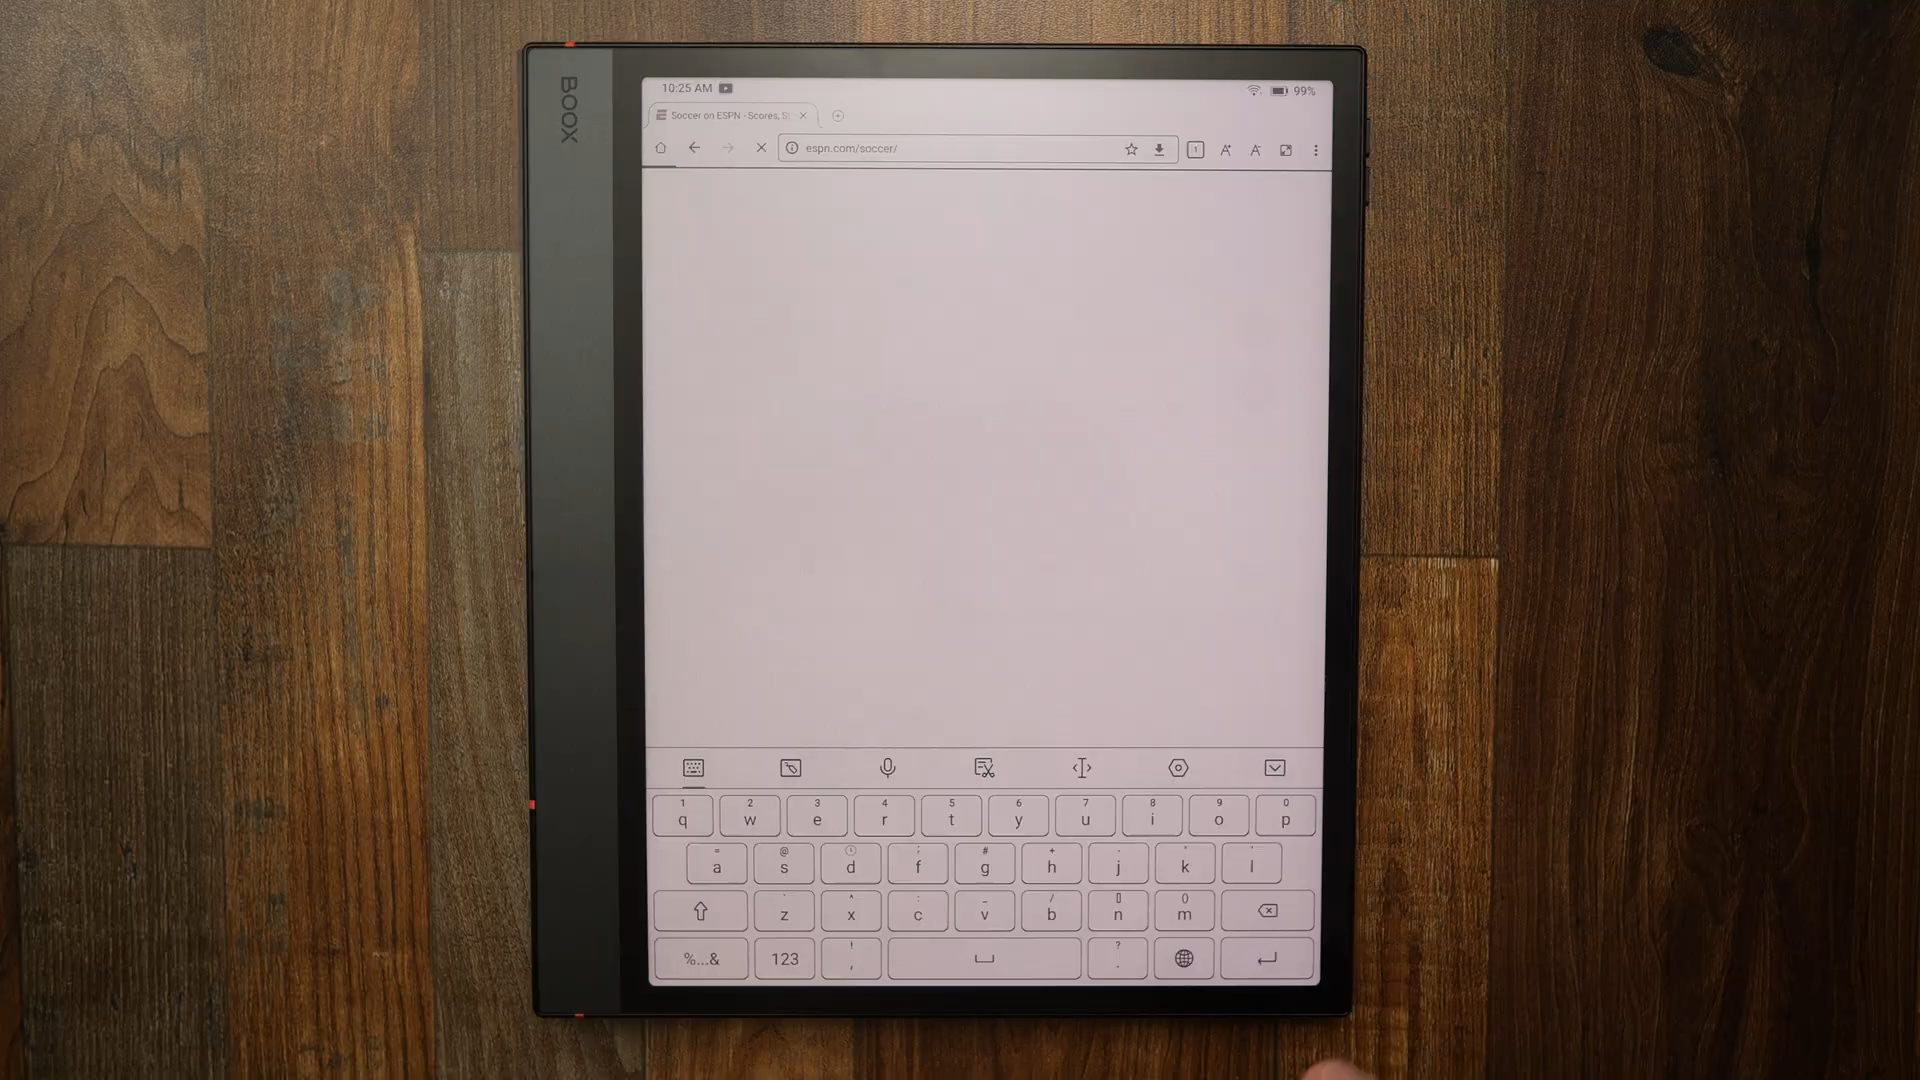 BOOX
10:25 AM 99%
Soccer on ESPN - Scores, S
espn.com/soccer/
1 A+ A-
1 2 3 4 5 6 7 8 9 0
q w e r t y u i o p
= @ ; # + - " '
a s d f g h j k l
^ : _ / () 
z x c v b n m
! ?
%...& 123 , .